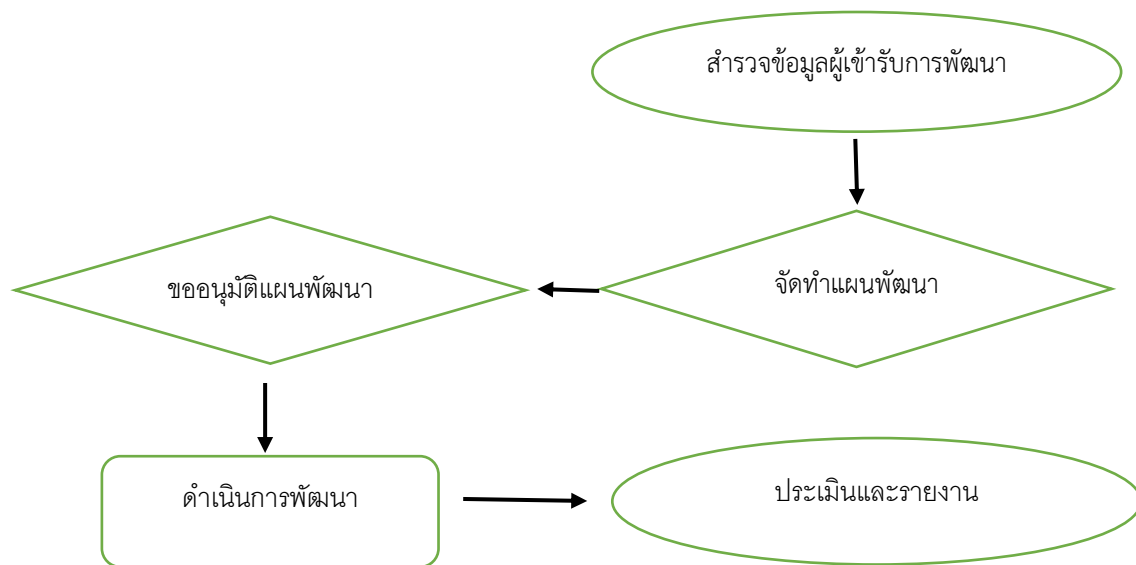 สำรวจข้อมูลผู้เข้ารับการพัฒนา
จัดทำแผนพัฒนา
ขออนุมัติแผนพัฒนา
ดำเนินการพัฒนา
ประเมินและรายงาน